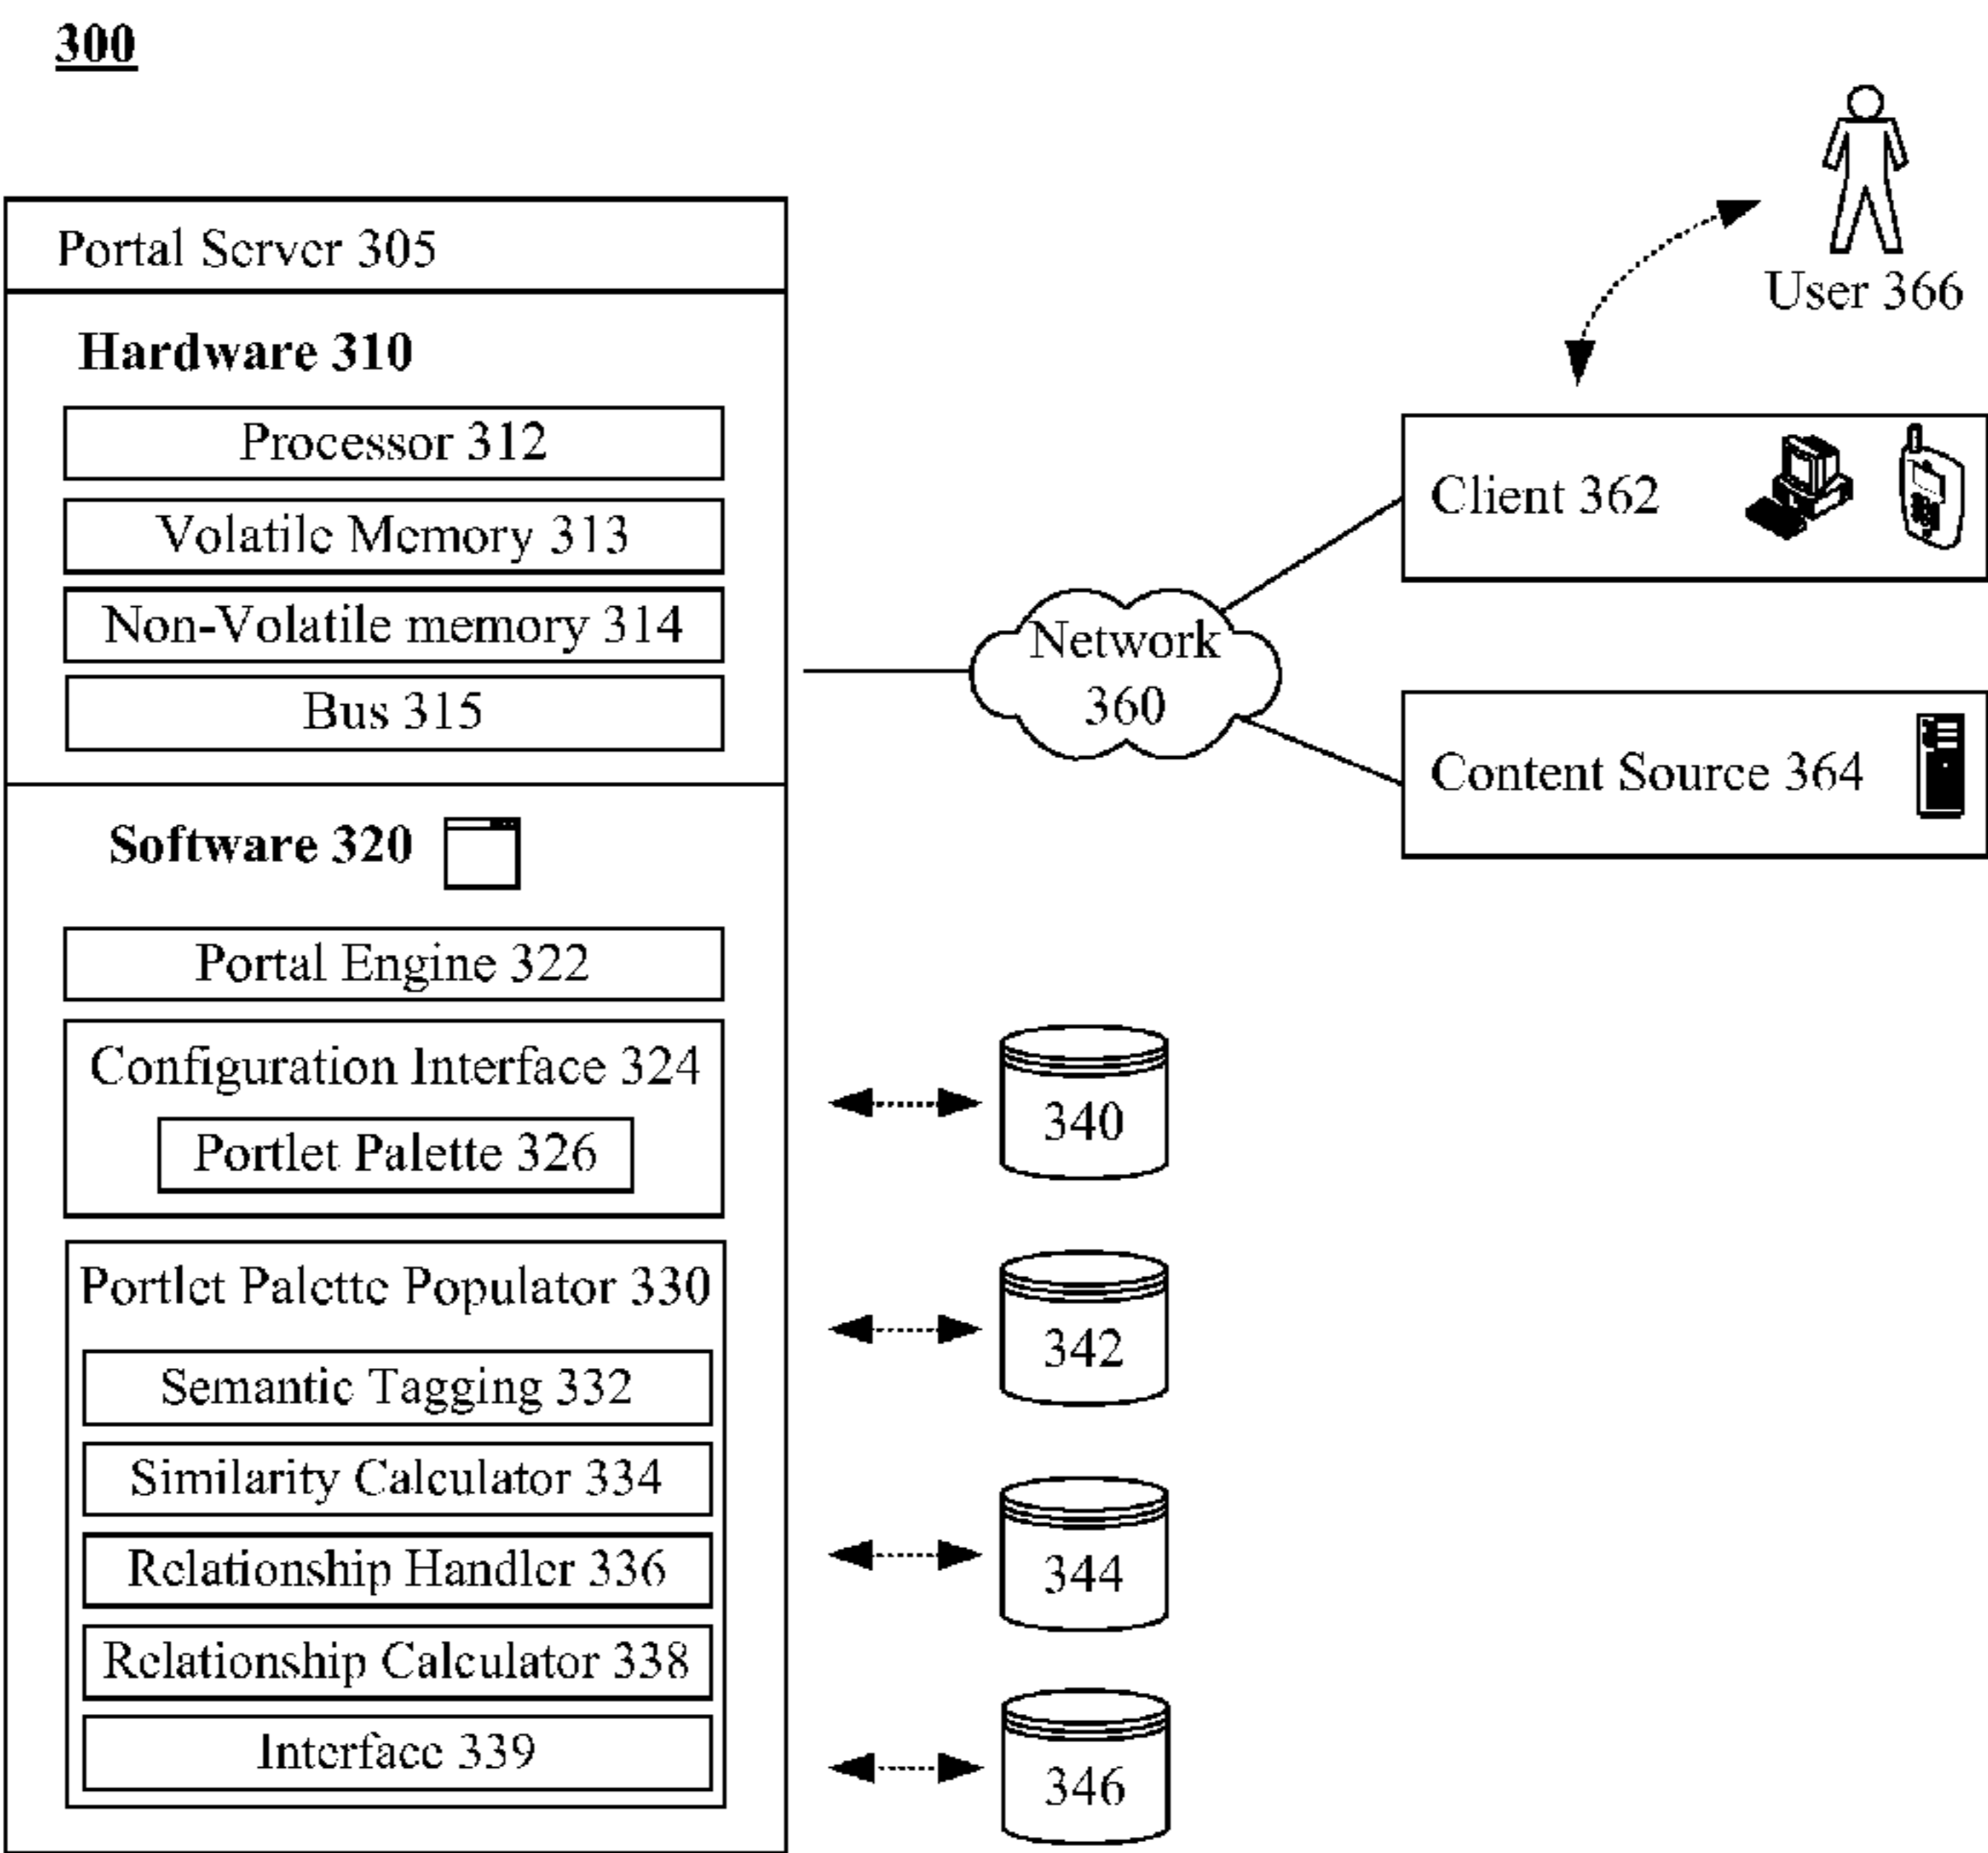 300
Portal Server 305
Hardware 310
Processor 312
Volatile Memory 313
Non-Volatile memory 314
Bus 315
Software 320
Portal Engine 322
Configuration Interface 324
Portlet Palette 326
Portlet Palette Populator 330
Semantic Tagging 332
Similarity Calculator 334
Relationship Handler 336
Relationship Calculator 338
Interface 339
Network
360
User 366
Client 362
Content Source 364
340
342
344
346